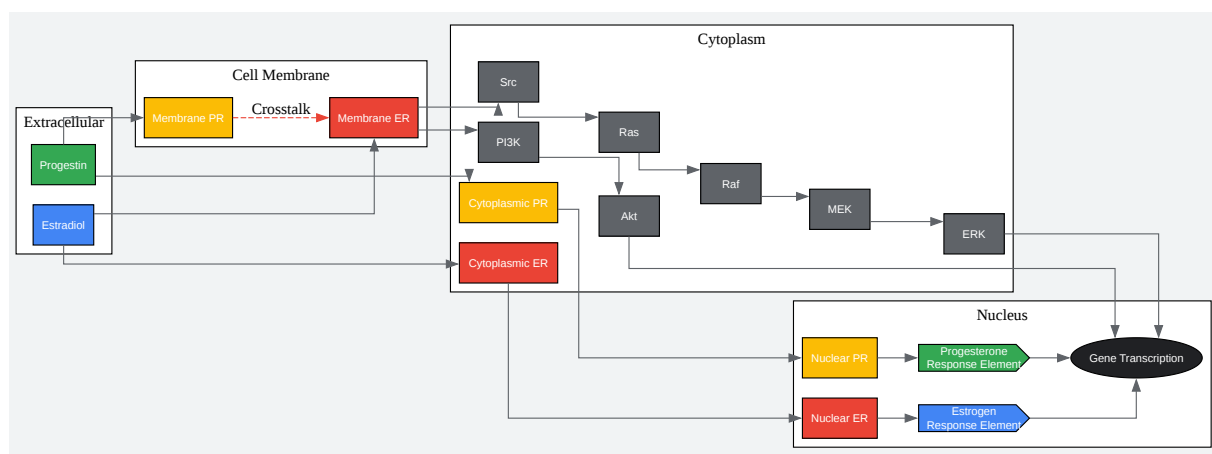 Cytoplasm
Cell Membrane
Src
Membrane PR
Crosstalk
Membrane ER
Extracellular
Ras
PI3K
Progestin
Raf
Cytoplasmic PR
MEK
Akt
Estradiol
ERK
Cytoplasmic ER
Nucleus
Nuclear PR
Progesterone
Response Element
Gene Transcription
Nuclear ER
Estrogen
Response Element